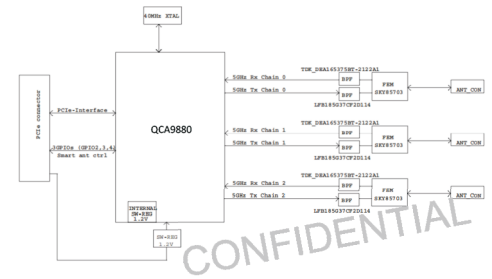 40MHz XTAL
PCIe connector
PCIe-Interface
3GPIOs (GPIO2,3,4)
Smart ant ctrl
QCA9880
INTERNAL
SW-REG
1.2V
SW-REG
1.2V
TDK_DEA165375BT-2122A1
5GHz Rx Chain 0
BPF
5GHz Tx Chain 0
BPF
FEM
SKY85703
ANT_CON
LFB185G37CP2D114
TDK_DEA165375BT-2122A1
5GHz Rx Chain 1
BPF
5GHz Tx Chain 1
BPF
FEM
SKY85703
ANT_CON
LFB185G37CF2D114
TDK_DEA165375BT-2122A1
5GHz Rx Chain 2
BPF
5GHz Tx Chain 2
BPF
FEM
SKY85703
ANT_CON
LFB185G37CF2D114
CONFIDENTIAL